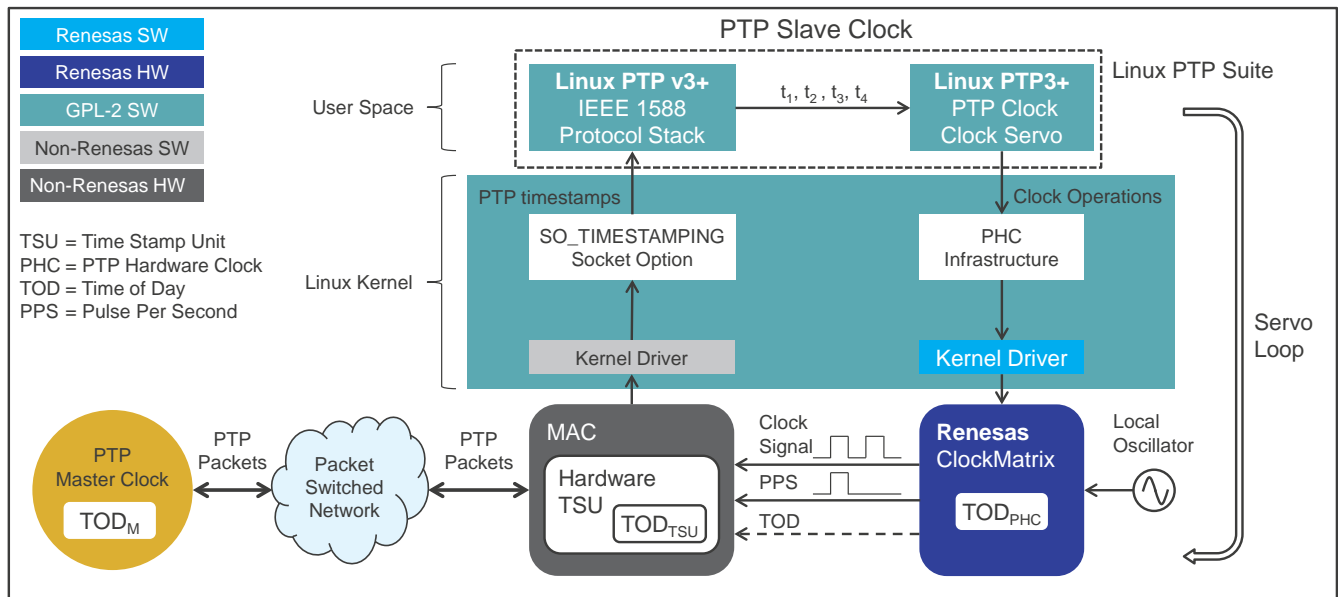 Renesas SW
Renesas HW
GPL-2 SW
Non-Renesas SW
Non-Renesas HW
TSU = Time Stamp Unit
PHC = PTP Hardware Clock
TOD = Time of Day
PPS = Pulse Per Second
PTP Slave Clock
Linux PTP Suite
User Space
Linux PTP v3+
IEEE 1588
Protocol Stack
t₁, t₂ , t₃, t₄
Linux PTP3+
PTP Clock
Clock Servo
Linux Kernel
PTP timestamps
Clock Operations
SO_TIMESTAMPING
Socket Option
PHC
Infrastructure
Kernel Driver
Kernel Driver
Servo
Loop
PTP
Master Clock
TOD_M
PTP
Packets
Packet
Switched
Network
PTP
Packets
MAC
Hardware
TSU
TOD_TSU
Clock
Signal
PPS
TOD
Renesas
ClockMatrix
TOD_PHC
Local
Oscillator